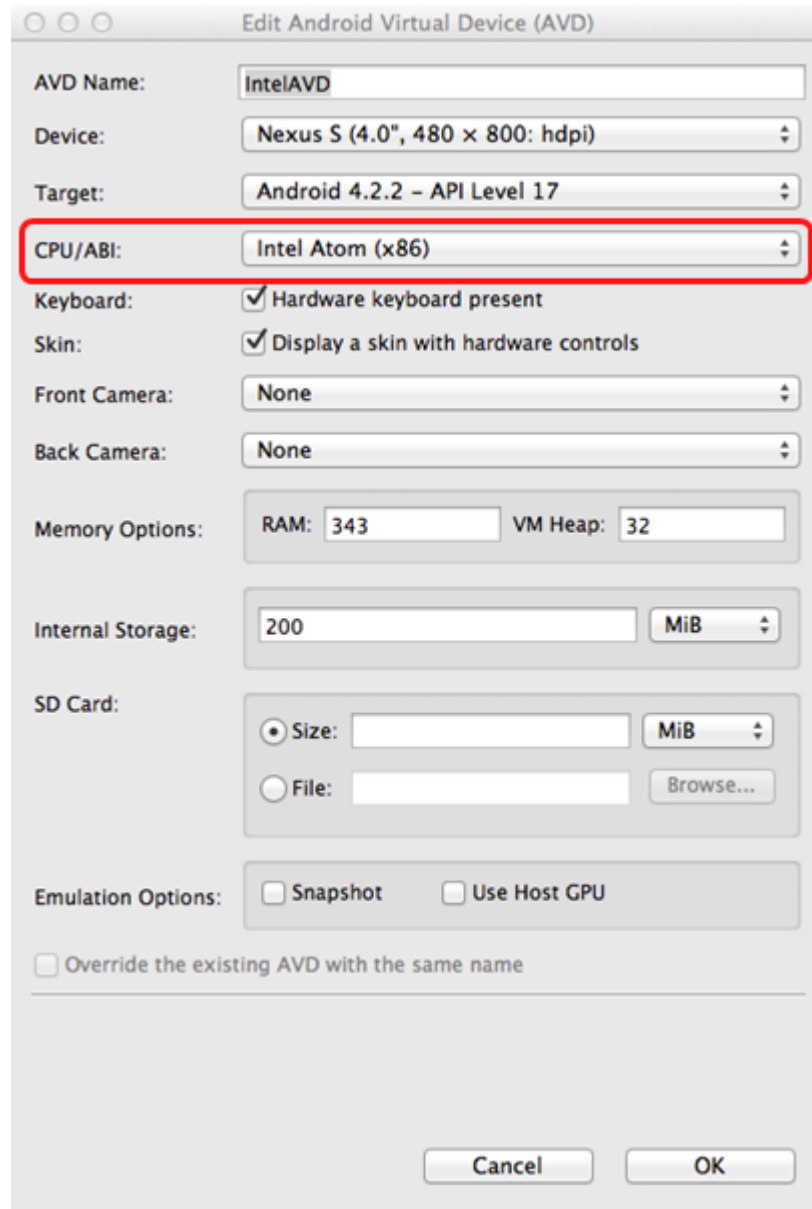 Edit Android Virtual Device (AVD)
AVD Name: IntelAVD
Device: Nexus S (4.0", 480 × 800: hdpi)
Target: Android 4.2.2 – API Level 17
CPU/ABI: Intel Atom (x86)
Keyboard: Hardware keyboard present
Skin: Display a skin with hardware controls
Front Camera: None
Back Camera: None
Memory Options: RAM: 343 VM Heap: 32
Internal Storage: 200 MiB
SD Card:
Size: MiB
File: Browse...
Emulation Options: Snapshot Use Host GPU
Override the existing AVD with the same name
Cancel OK